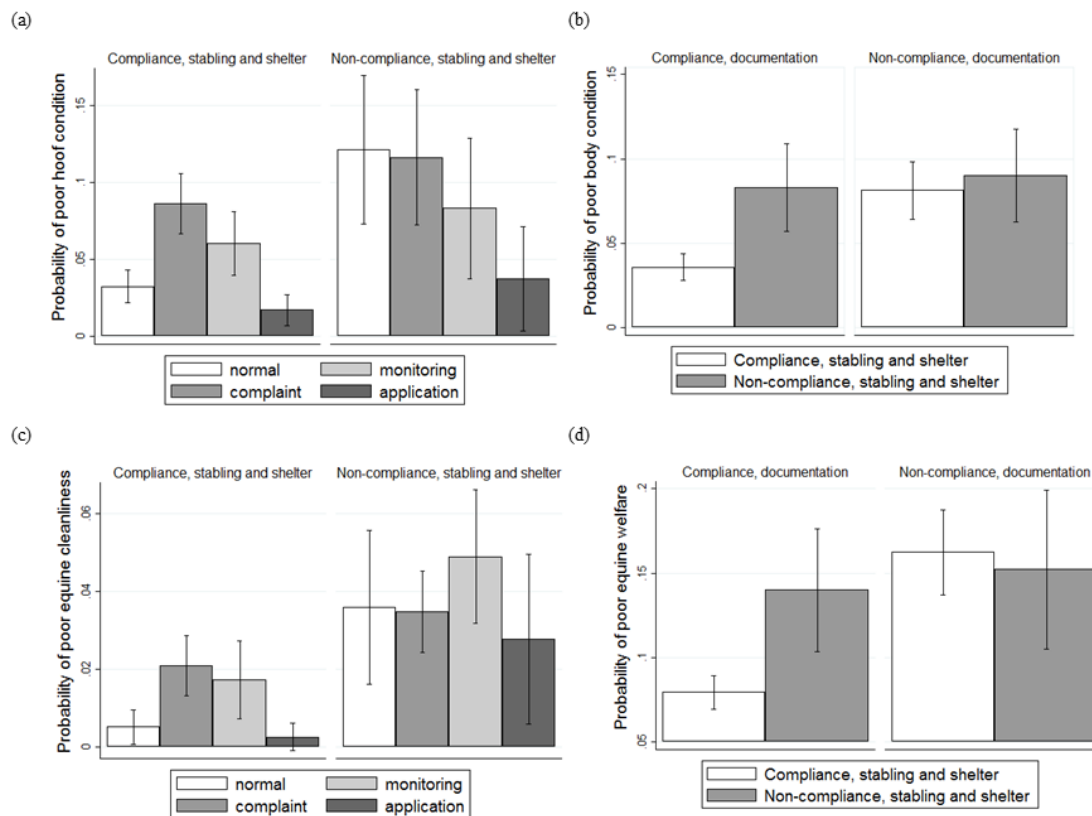 (a)
Compliance, stabling and shelter
Non-compliance, stabling and shelter
Probability of poor hoof condition
.15
.1
.05
0
normal
monitoring
complaint
application
(b)
Compliance, documentation
Non-compliance, documentation
Probability of poor body condition
.15
.1
.05
0
Compliance, stabling and shelter
Non-compliance, stabling and shelter
(c)
Compliance, stabling and shelter
Non-compliance, stabling and shelter
Probability of poor equine cleanliness
.06
.04
.02
0
normal
monitoring
complaint
application
(d)
Compliance, documentation
Non-compliance, documentation
Probability of poor equine welfare
.2
.15
.1
.05
Compliance, stabling and shelter
Non-compliance, stabling and shelter